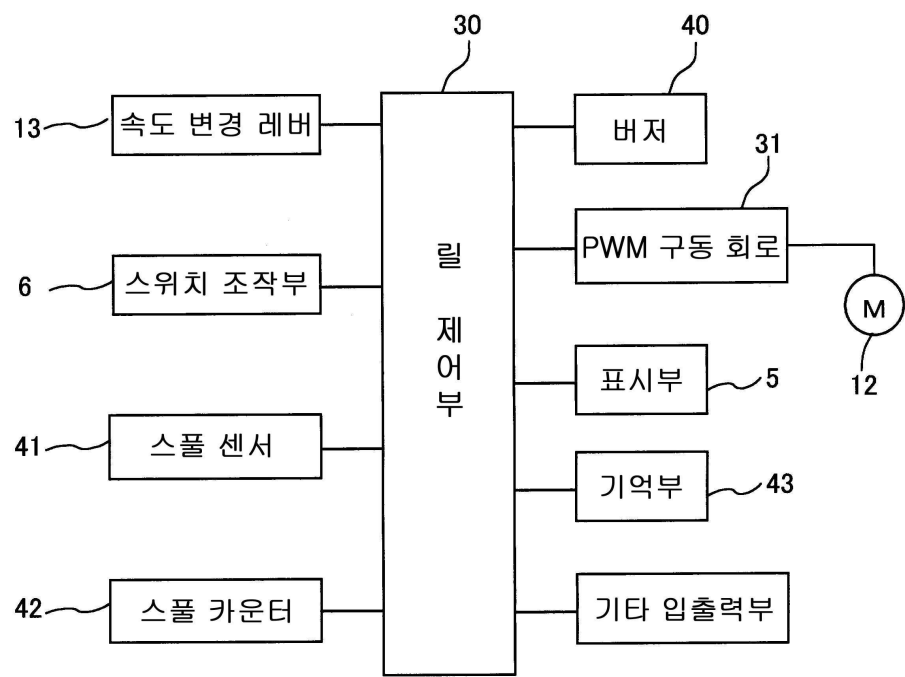 30
40
13
속도 변경 레버
버저
31
릴 제어부
PWM 구동 회로
6
스위치 조작부
M
12
표시부
5
41
스풀 센서
기억부
43
42
스풀 카운터
기타 입출력부